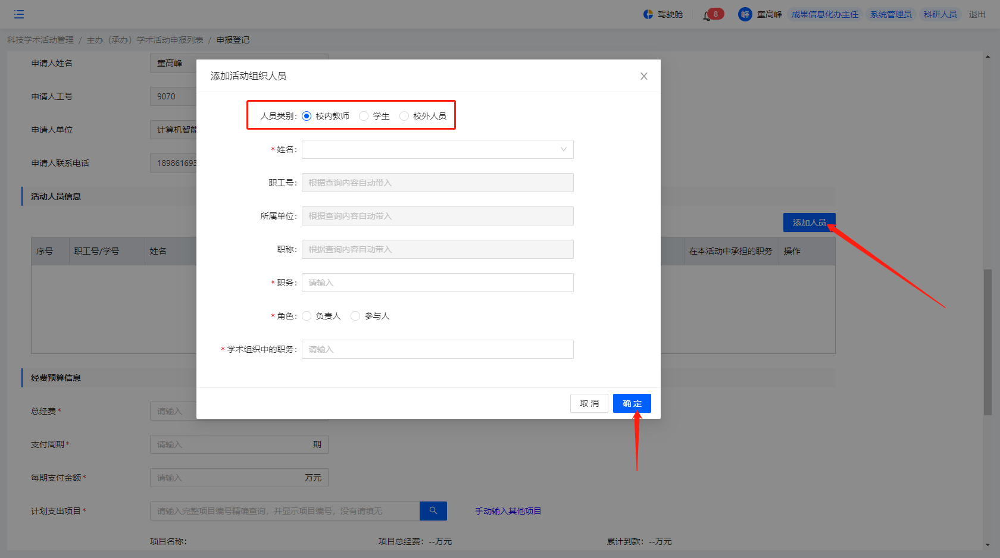 驾驶舱 8 峰 童高峰 成果信息化办主任 系统管理员 科研人员 退出
科技学术活动管理 / 主办（承办）学术活动申报列表 / 申报登记
申请人姓名 童高峰
申请人工号 9070
申请人单位 计算机智能
申请人联系电话 189861693
活动人员信息
添加人员
序号 职工号/学号 姓名 在本活动中承担的职务 操作
添加活动组织人员
人员类别： 校内教师 学生 校外人员
* 姓名：
职工号： 根据查询内容自动带入
所属单位： 根据查询内容自动带入
职称： 根据查询内容自动带入
* 职务： 请输入
* 角色： 负责人 参与人
* 学术组织中的职务： 请输入
取 消 确 定
经费预算信息
总经费* 请输入
支付周期* 请输入 期
每期支付金额* 请输入 万元
计划支出项目* 请输入完整项目编号精确查询，并显示项目编号，没有请填无 手动输入其他项目
项目名称： 项目总经费：--万元 累计到款：--万元